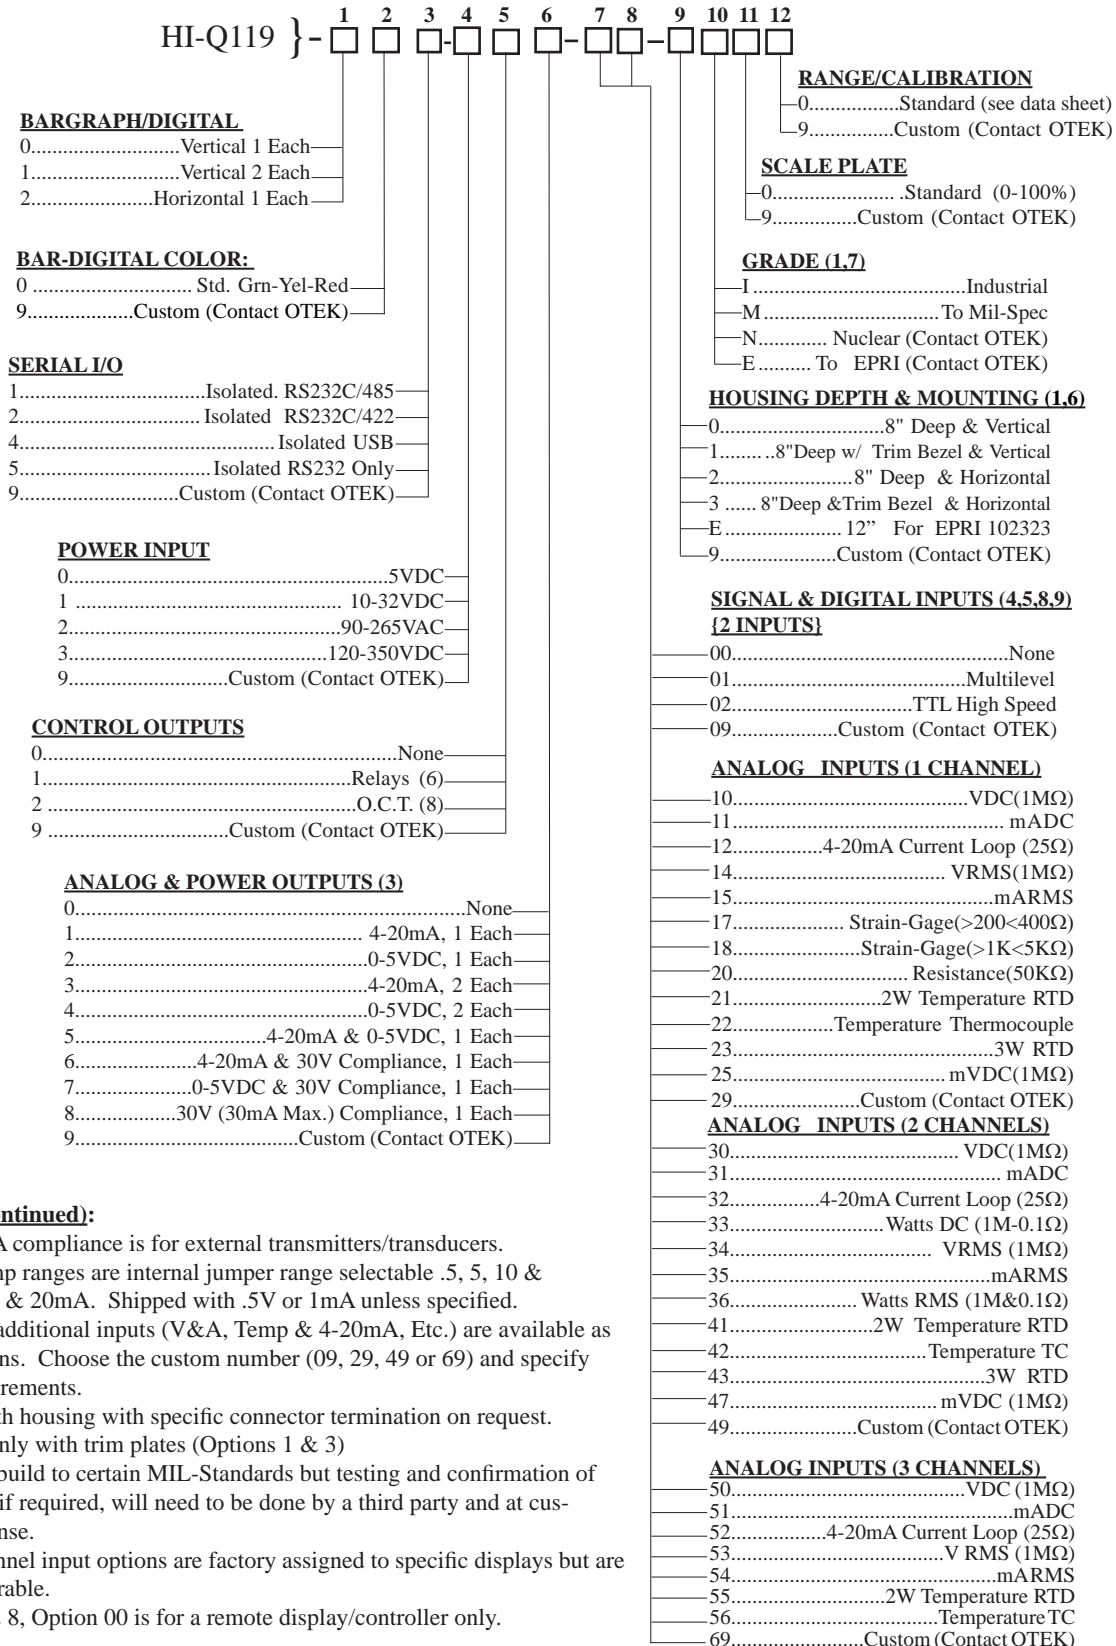 HI-Q119 } - 1 2 3 - 4 5 6 - 7 8 - 9 10 11 12
BARGRAPH/DIGITAL
0............................Vertical 1 Each
1............................Vertical 2 Each
2.......................Horizontal 1 Each
BAR-DIGITAL COLOR:
0 .............................. Std. Grn-Yel-Red
9....................Custom (Contact OTEK)
SERIAL I/O
1...................................Isolated. RS232C/485
2.................................. Isolated RS232C/422
4................................................ Isolated USB
5.................................... Isolated RS232 Only
9..............................Custom (Contact OTEK)
POWER INPUT
0............................................................5VDC
1 .................................................. 10-32VDC
2...................................................90-265VAC
3.................................................120-350VDC
9..............................Custom (Contact OTEK)
CONTROL OUTPUTS
0...................................................................None
1..........................................................Relays (6)
2 ..........................................................O.C.T. (8)
9 ..................................Custom (Contact OTEK)
ANALOG & POWER OUTPUTS (3)
0..........................................................................None
1...................................................... 4-20mA, 1 Each
2.......................................................0-5VDC, 1 Each
3.......................................................4-20mA, 2 Each
4.......................................................0-5VDC, 2 Each
5....................................4-20mA & 0-5VDC, 1 Each
6.......................4-20mA & 30V Compliance, 1 Each
7......................0-5VDC & 30V Compliance, 1 Each
8...................30V (30mA Max.) Compliance, 1 Each
9..........................................Custom (Contact OTEK)
ontinued):
A compliance is for external transmitters/transducers.
mp ranges are internal jumper range selectable .5, 5, 10 &
& 20mA. Shipped with .5V or 1mA unless specified.
additional inputs (V&A, Temp & 4-20mA, Etc.) are available as
ns. Choose the custom number (09, 29, 49 or 69) and specify
irements.
th housing with specific connector termination on request.
nly with trim plates (Options 1 & 3)
build to certain MIL-Standards but testing and confirmation of
if required, will need to be done by a third party and at cus-
nse.
nnel input options are factory assigned to specific displays but are
rable.
8, Option 00 is for a remote display/controller only.
RANGE/CALIBRATION
0.................Standard (see data sheet)
9................Custom (Contact OTEK)
SCALE PLATE
0....................... .Standard (0-100%)
9................Custom (Contact OTEK)
GRADE (1,7)
I ........................................Industrial
M .................................To Mil-Spec
N............. Nuclear (Contact OTEK)
E .......... To EPRI (Contact OTEK)
HOUSING DEPTH & MOUNTING (1,6)
0...............................8" Deep & Vertical
1........ ..8"Deep w/ Trim Bezel & Vertical
2.........................8" Deep & Horizontal
3 ...... 8"Deep &Trim Bezel & Horizontal
E ...................... 12” For EPRI 102323
9......................Custom (Contact OTEK)
SIGNAL & DIGITAL INPUTS (4,5,8,9)
{2 INPUTS}
00....................................................None
01............................................Multilevel
02..................................TTL High Speed
09....................Custom (Contact OTEK)
ANALOG INPUTS (1 CHANNEL)
10............................................VDC(1MΩ)
11................................................... mADC
12.................4-20mA Current Loop (25Ω)
14........................................ VRMS(1MΩ)
15.................................................mARMS
17..................... Strain-Gage(>200<400Ω)
18........................Strain-Gage(>1K<5KΩ)
20................................. Resistance(50KΩ)
21............................2W Temperature RTD
22...................Temperature Thermocouple
23.................................................3W RTD
25........................................ mVDC(1MΩ)
29........................Custom (Contact OTEK)
ANALOG INPUTS (2 CHANNELS)
30........................................... VDC(1MΩ)
31................................................... mADC
32.................4-20mA Current Loop (25Ω)
33.............................Watts DC (1M-0.1Ω)
34...................................... VRMS (1MΩ)
35.................................................mARMS
36........................ Watts RMS (1M&0.1Ω)
41...........................2W Temperature RTD
42.....................................Temperature TC
43................................................3W RTD
47....................................... mVDC (1MΩ)
49........................Custom (Contact OTEK)
ANALOG INPUTS (3 CHANNELS)
50............................................VDC (1MΩ)
51.....................................................mADC
52..................4-20mA Current Loop (25Ω)
53........................................V RMS (1MΩ)
54..................................................mARMS
55.............................2W Temperature RTD
56.......................................Temperature TC
69.........................Custom (Contact OTEK)